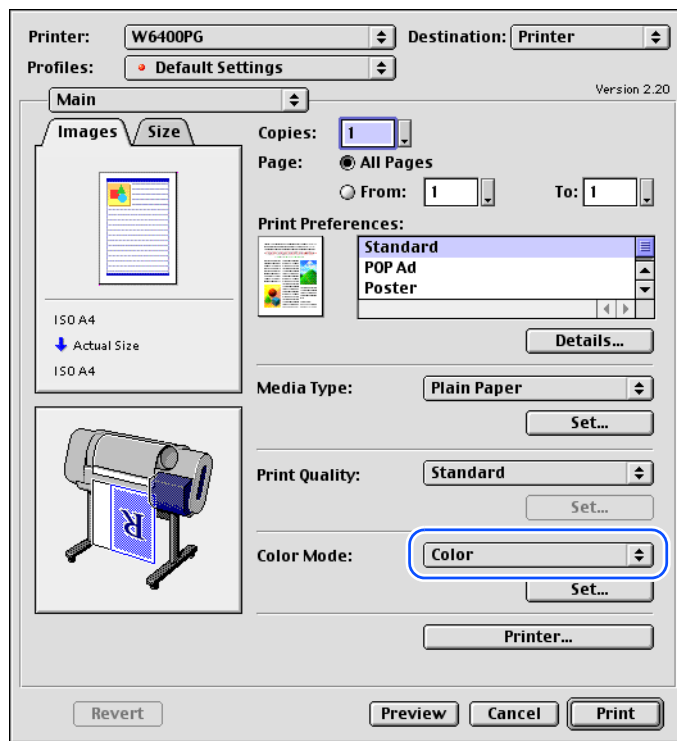 Printer: W6400PG Destination: Printer
Profiles: Default Settings
Version 2.20
Main
Images Size
Copies: 1
Page: All Pages
From: 1 To: 1
Print Preferences:
Standard
POP Ad
Poster
ISO A4
Actual Size
ISO A4
Details...
Media Type: Plain Paper
Set...
Print Quality: Standard
Set...
R
Color Mode: Color
Set...
Printer...
Revert Preview Cancel Print